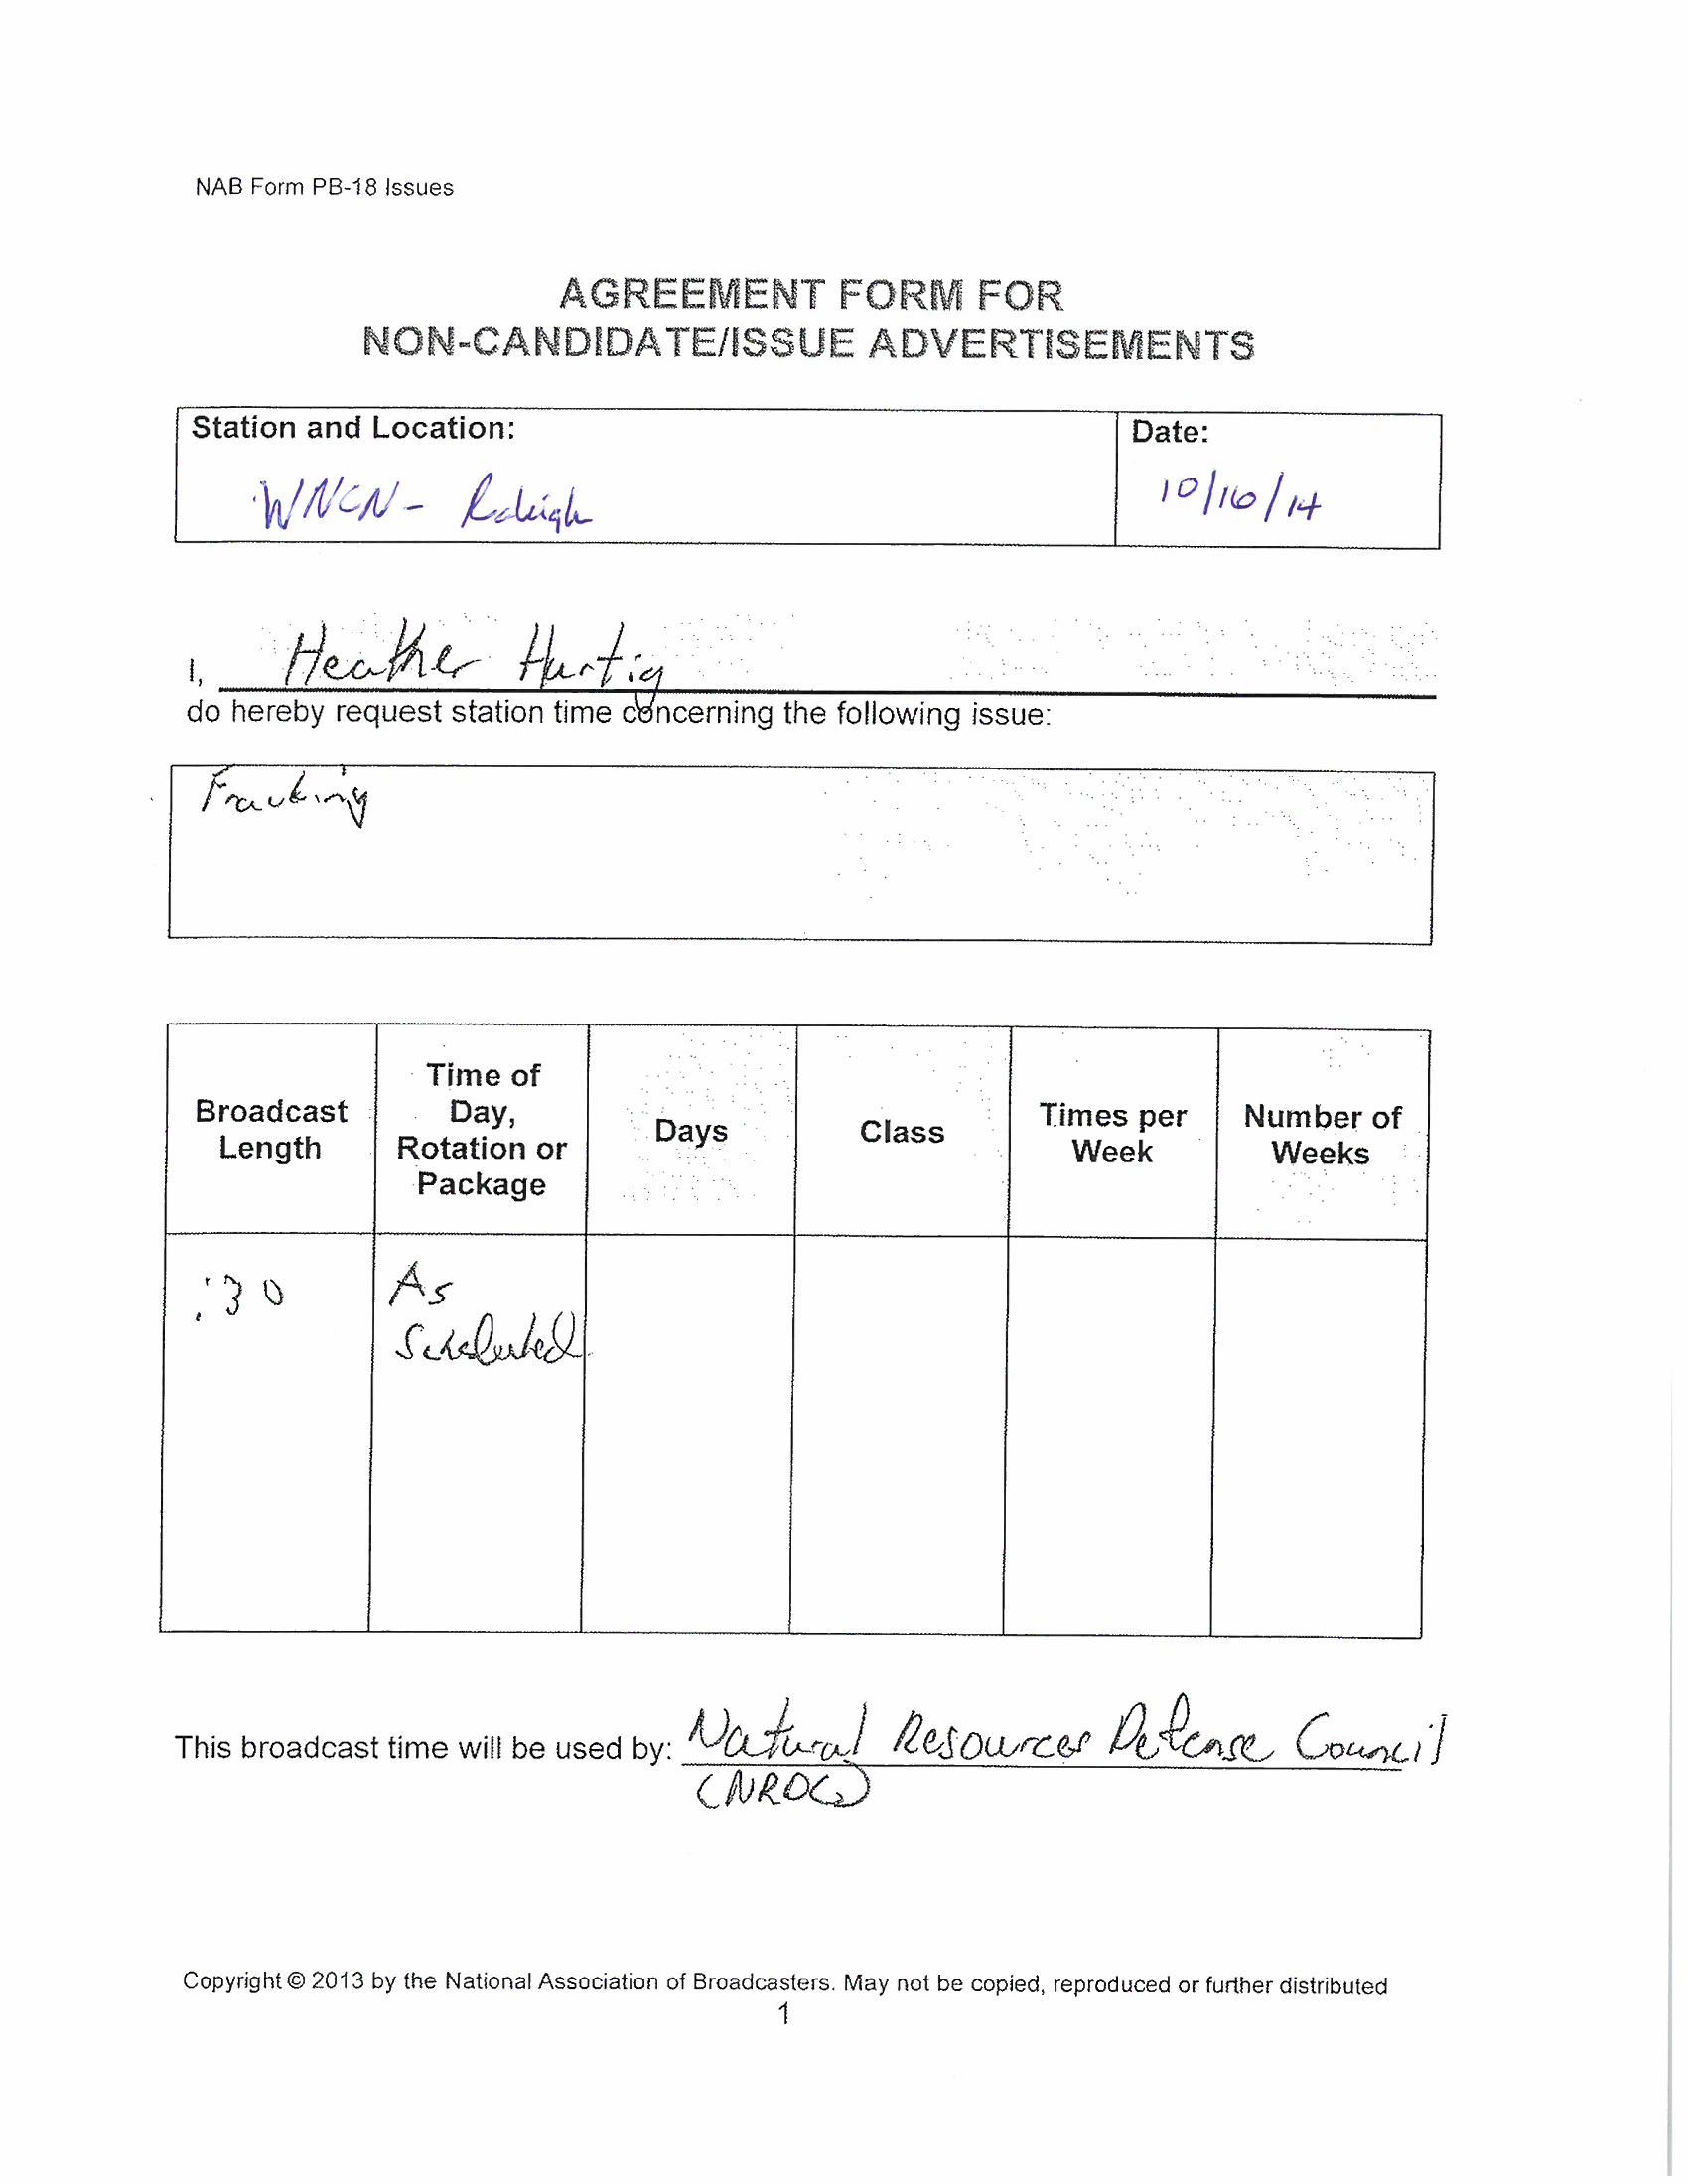 NAB Form PB-18 Issues
AGREEMENT FORM FOR
NON-CANDIDATE/ISSUE ADVERTISEMENTS
Station and Location:
WNCN - Raleigh
Date:
10/16/14
I, Heather Hurtig
do hereby request station time concerning the following issue:
Fracking
Broadcast
Length
Time of
Day,
Rotation or
Package
Days
Class
Times per
Week
Number of
Weeks
:30
As
Scheduled
This broadcast time will be used by: Natural Resources Defense Council
(NRDC)
Copyright © 2013 by the National Association of Broadcasters. May not be copied, reproduced or further distributed
1